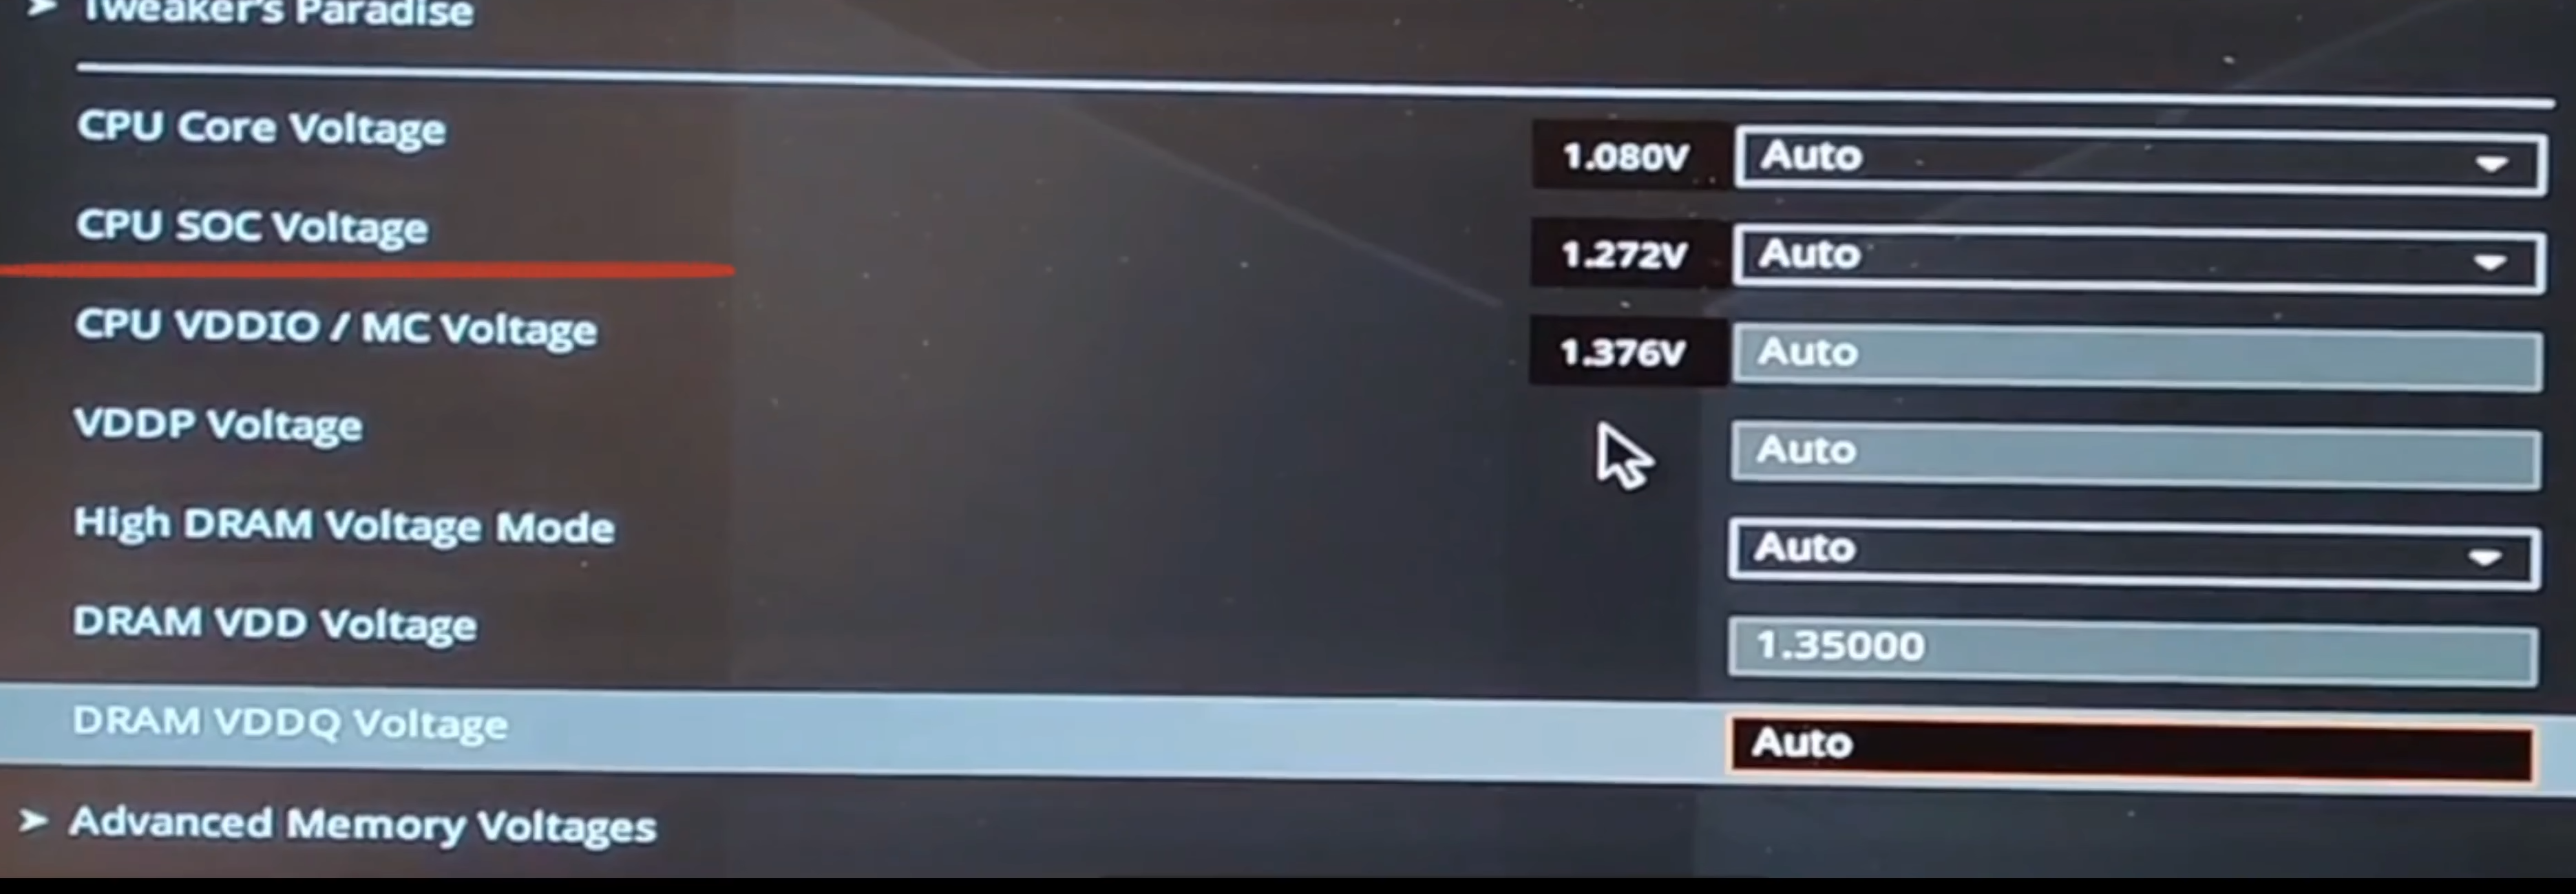 ➤ Tweaker's Paradise
CPU Core Voltage 1.080V Auto
CPU SOC Voltage 1.272V Auto
CPU VDDIO / MC Voltage 1.376V Auto
VDDP Voltage Auto
High DRAM Voltage Mode Auto
DRAM VDD Voltage 1.35000
DRAM VDDQ Voltage Auto
➤ Advanced Memory Voltages